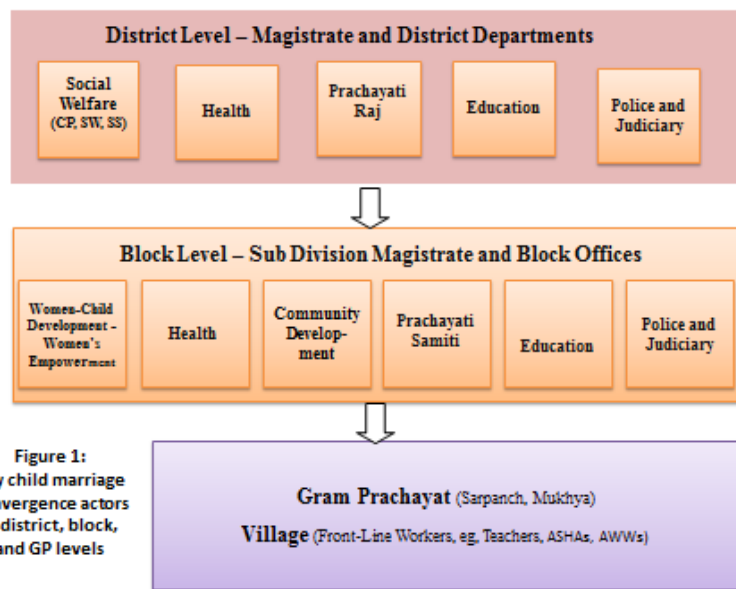 District Level – Magistrate and District Departments
Social
Welfare
(CP, SW, SS)
Health
Prachayati
Raj
Education
Police and
Judiciary
Block Level – Sub Division Magistrate and Block Offices
Women-Child
Development -
Women's
Empowerment
Health
Community
Develop-
ment
Prachayati
Samiti
Education
Police and
Judiciary
Figure 1:
child marriage
actors
district, block,
and GP levels
Gram Prachayat (Sarpanch, Mukhya)
Village (Front-Line Workers, eg, Teachers, ASHAs, AWWs)